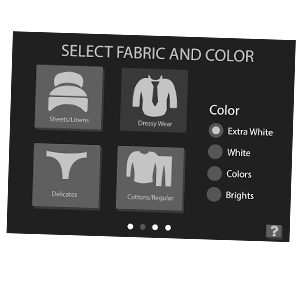 SELECT FABRIC AND COLOR
Sheets/Linens
Dressy Wear
Delicates
Cottons/Regular
Color
Extra White
White
Colors
Brights
?